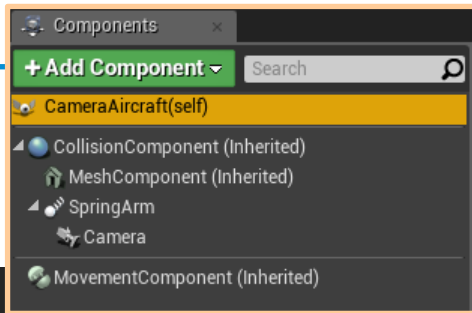 Components
+ Add Component Search
CameraAircraft(self)
CollisionComponent (Inherited)
MeshComponent (Inherited)
SpringArm
Camera
MovementComponent (Inherited)